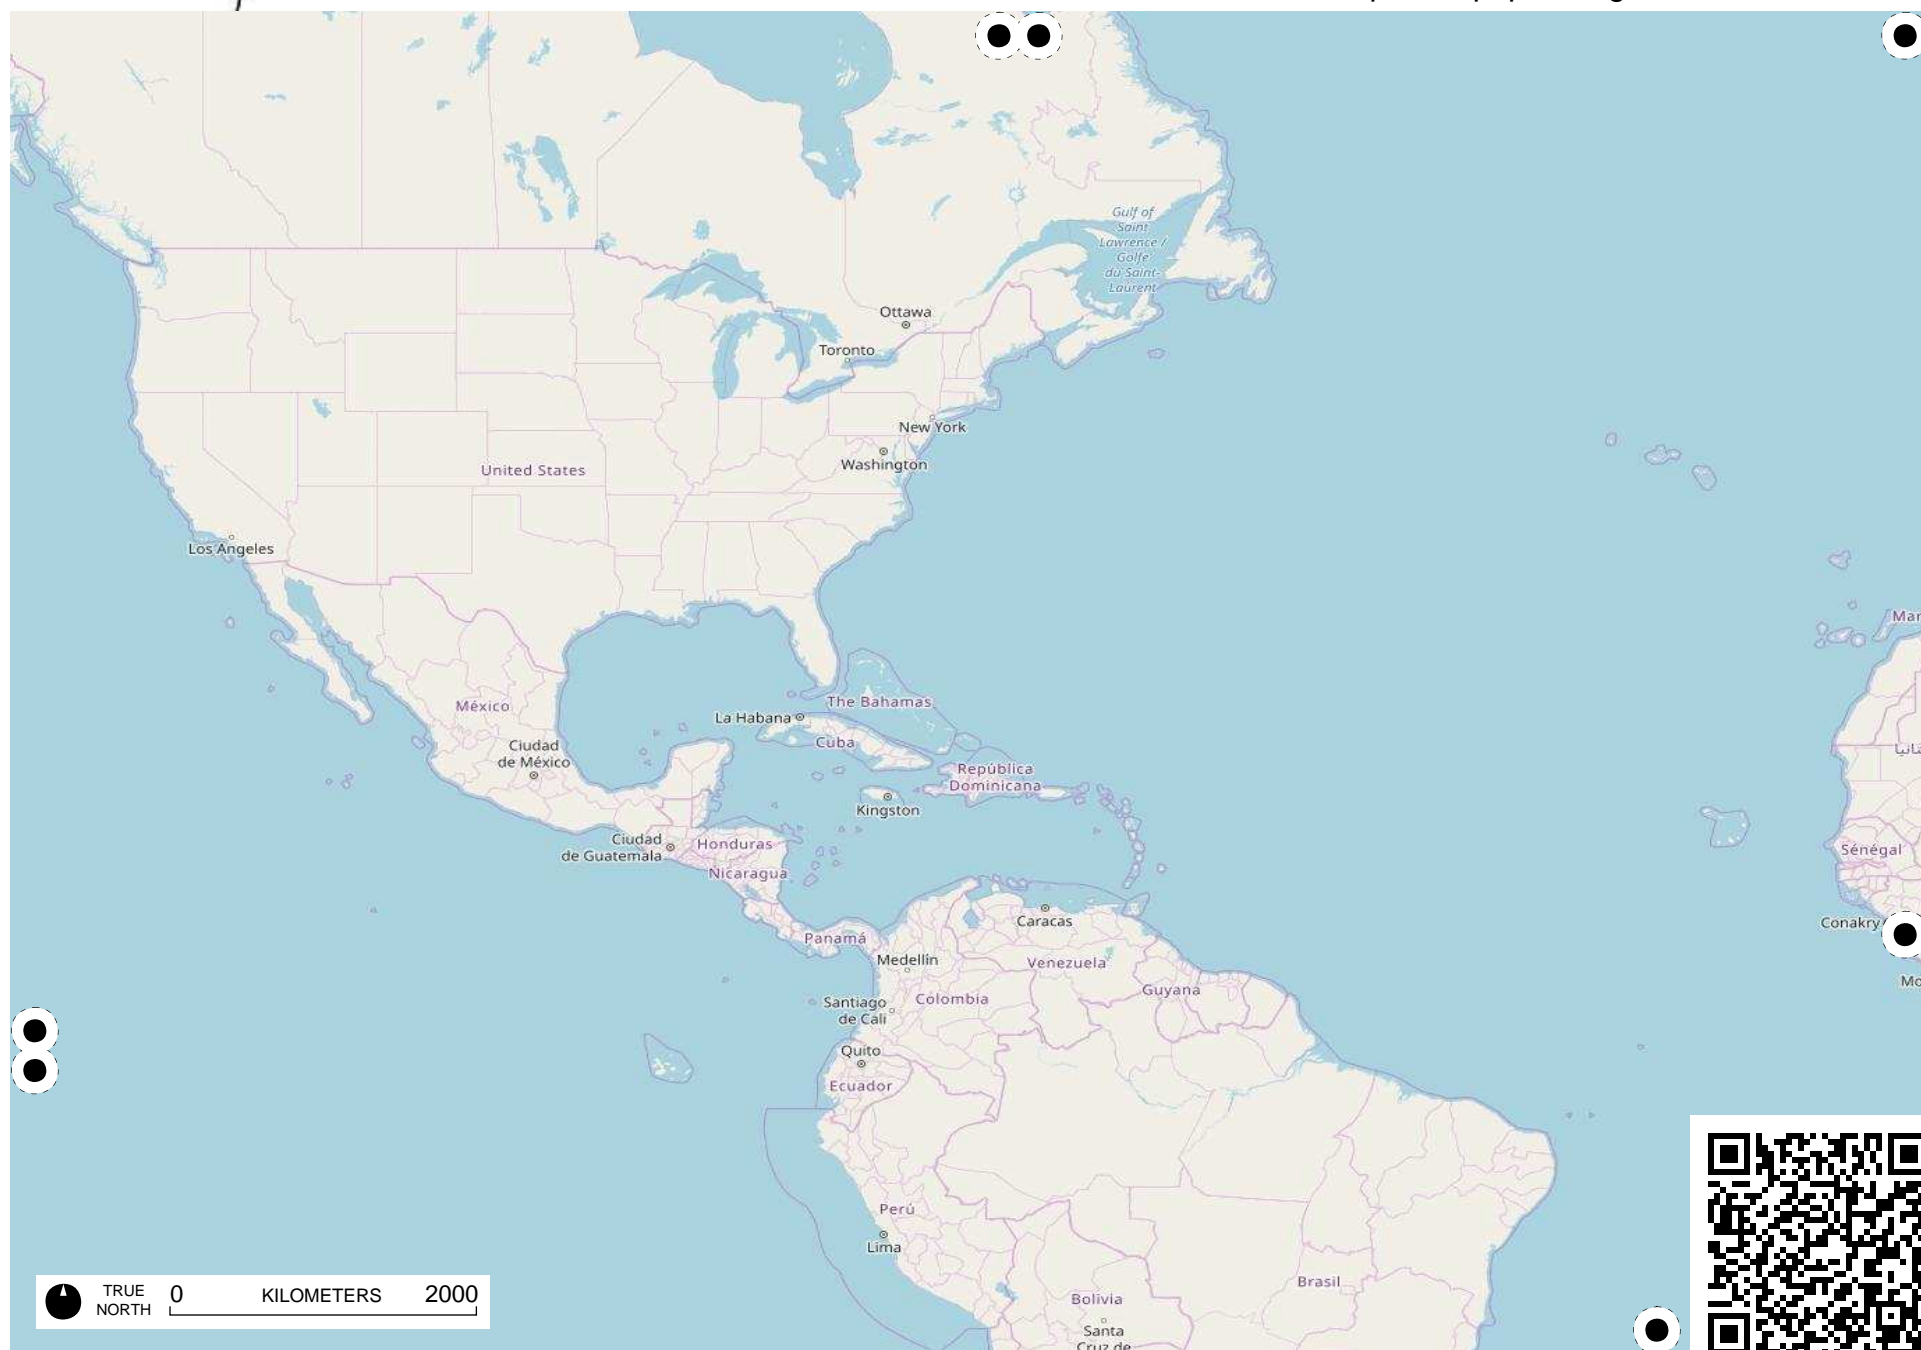 Gulf of
Saint
Lawrence /
Golfe
du Saint-
Laurent
Ottawa
Toronto
New York
Washington
United States
Los Angeles
México
Ciudad
de México
La Habana
The Bahamas
Cuba
República
Dominicana
Kingston
Ciudad
de Guatemala
Honduras
Nicaragua
Sénégal
Conakry
Caracas
Panamá
Medellín
Venezuela
Guyana
Santiago
de Cali
Colombia
Quito
Ecuador
Perú
Lima
Brasil
Bolivia
Santa
Cruz de
TRUE
NORTH
0 KILOMETERS 2000